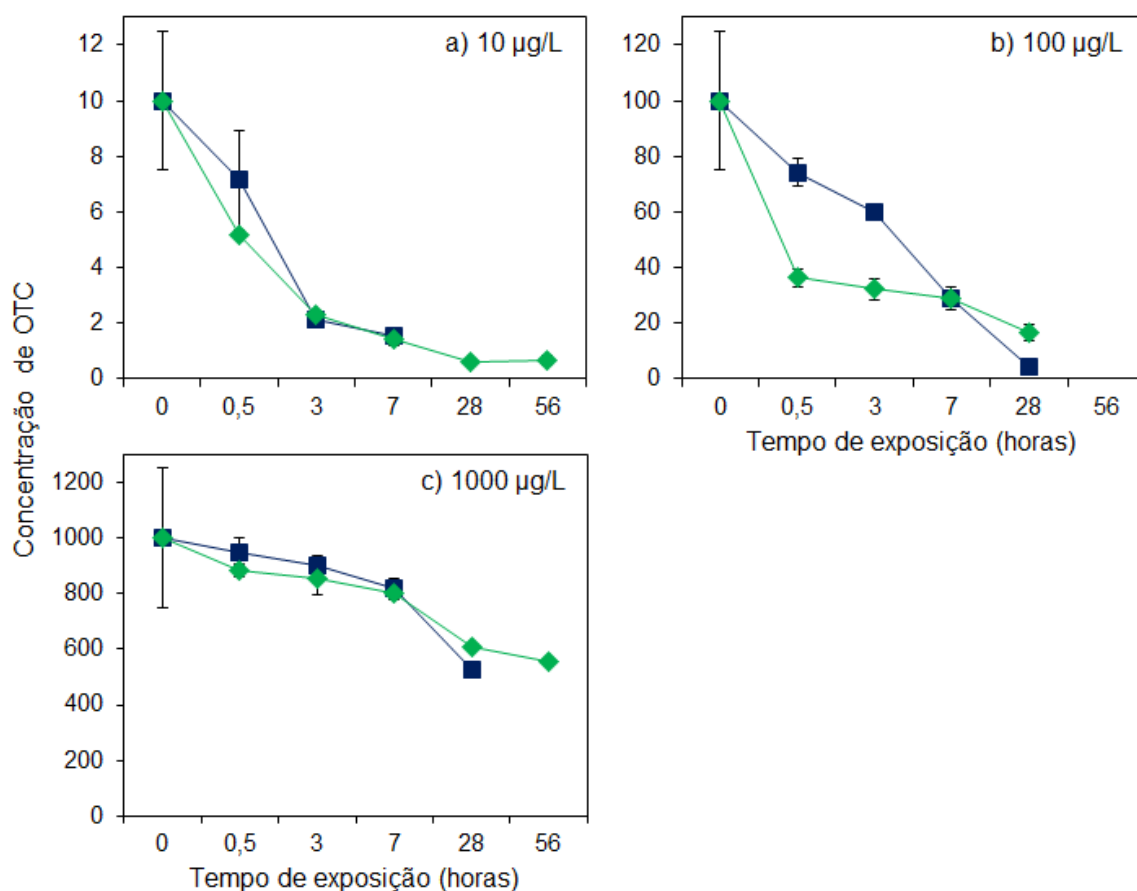 Concentração de OTC
a) 10 µg/L
12
10
8
6
4
2
0
0 0,5 3 7 28 56
b) 100 µg/L
120
100
80
60
40
20
0
0 0,5 3 7 28 56
Tempo de exposição (horas)
c) 1000 µg/L
1200
1000
800
600
400
200
0
0 0,5 3 7 28 56
Tempo de exposição (horas)